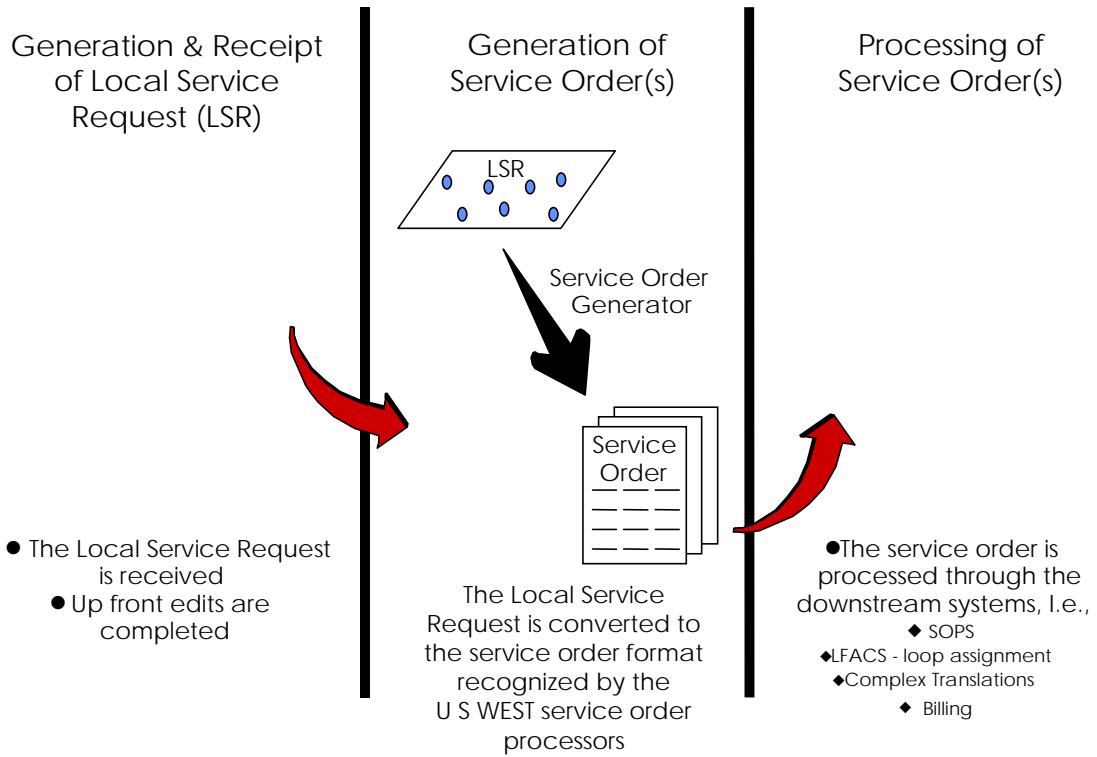 Generation & Receipt
of Local Service
Request (LSR)
● The Local Service Request
is received
● Up front edits are
completed
Generation of
Service Order(s)
LSR
Service Order
Generator
Service
Order
The Local Service
Request is converted to
the service order format
recognized by the
U S WEST service order
processors
Processing of
Service Order(s)
●The service order is
processed through the
downstream systems, I.e.,
◆ SOPS
◆LFACS - loop assignment
◆Complex Translations
◆ Billing